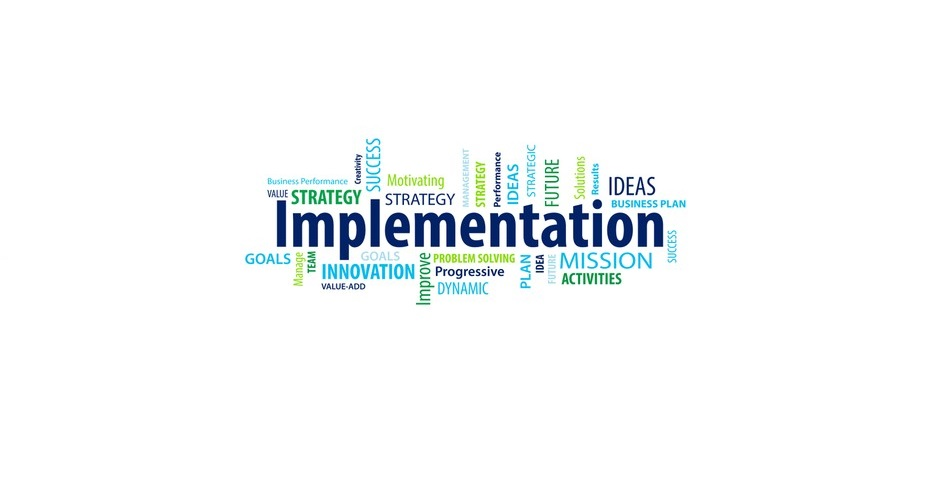 Business Performance
Creativity
SUCCESS
Motivating
MANAGEMENT
STRATEGY
Performance
IDEAS
STRATEGIC
FUTURE
Solutions
Results
IDEAS
VALUE
STRATEGY
STRATEGY
BUSINESS PLAN
Implementation
SUCCESS
GOALS
Manage
TEAM
INNOVATION
GOALS
Improve
PROBLEM SOLVING
Progressive
PLAN
IDEA
FUTURE
MISSION
VALUE-ADD
DYNAMIC
ACTIVITIES